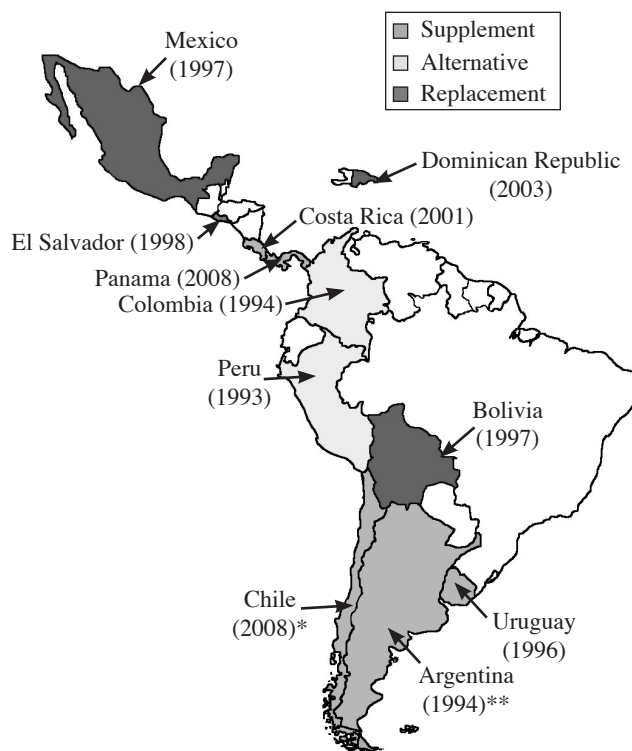 Mexico
(1997)
Supplement
Alternative
Replacement
Dominican Republic
(2003)
Costa Rica (2001)
El Salvador (1998)
Panama (2008)
Colombia (1994)
Peru
(1993)
Bolivia
(1997)
Chile
(2008)*
Uruguay
(1996)
Argentina
(1994)**